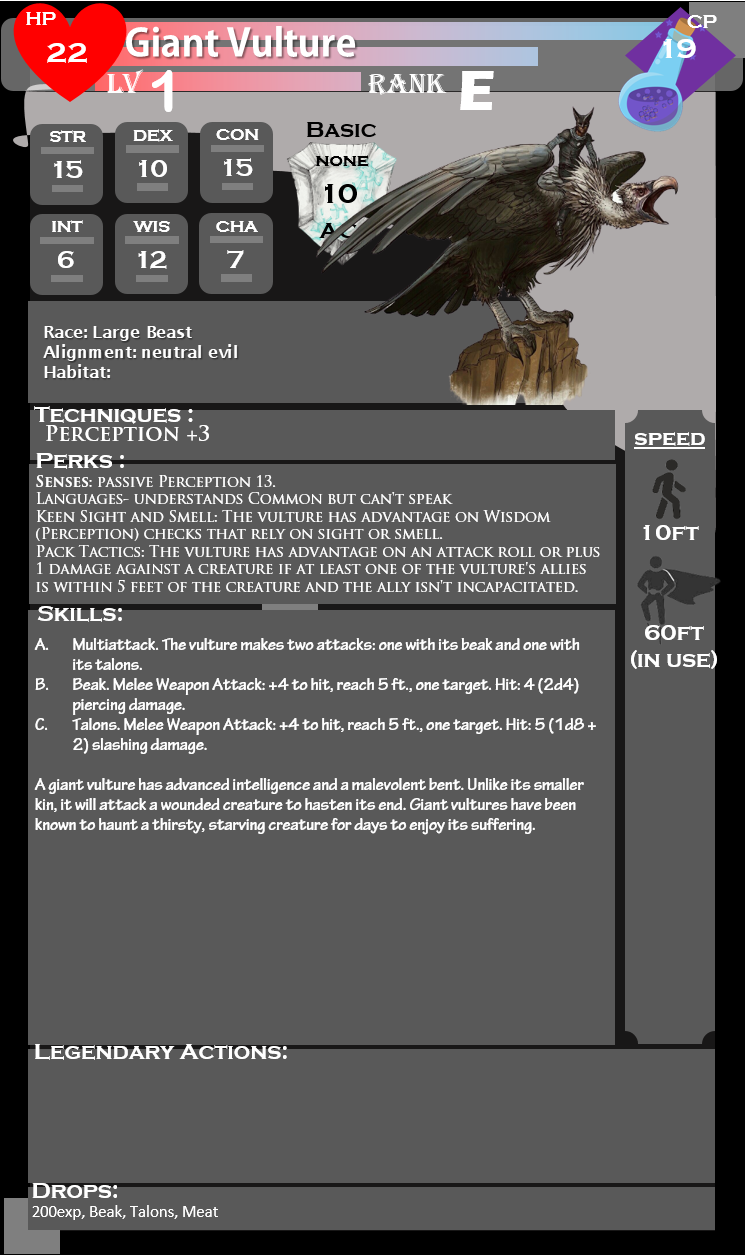 HP
22
Giant Vulture
CP
19
LV 1 RANK E
STR
15
DEX
10
CON
15
INT
6
WIS
12
CHA
7
Basic
none
10
AC
Race: Large Beast
Alignment: neutral evil
Habitat:
Techniques :
Perception +3
Perks :
Senses: passive Perception 13.
Languages- understands Common but can't speak
Keen Sight and Smell: The vulture has advantage on Wisdom
(Perception) checks that rely on sight or smell.
Pack Tactics: The vulture has advantage on an attack roll or plus
1 damage against a creature if at least one of the vulture's allies
is within 5 feet of the creature and the ally isn't incapacitated.
SPEED
10ft
60ft
(in use)
Skills:
A. Multiattack. The vulture makes two attacks: one with its beak and one with
its talons.
B. Beak. Melee Weapon Attack: +4 to hit, reach 5 ft., one target. Hit: 4 (2d4)
piercing damage.
C. Talons. Melee Weapon Attack: +4 to hit, reach 5 ft., one target. Hit: 5 (1d8 +
2) slashing damage.
A giant vulture has advanced intelligence and a malevolent bent. Unlike its smaller
kin, it will attack a wounded creature to hasten its end. Giant vultures have been
known to haunt a thirsty, starving creature for days to enjoy its suffering.
Legendary Actions:
Drops:
200exp, Beak, Talons, Meat